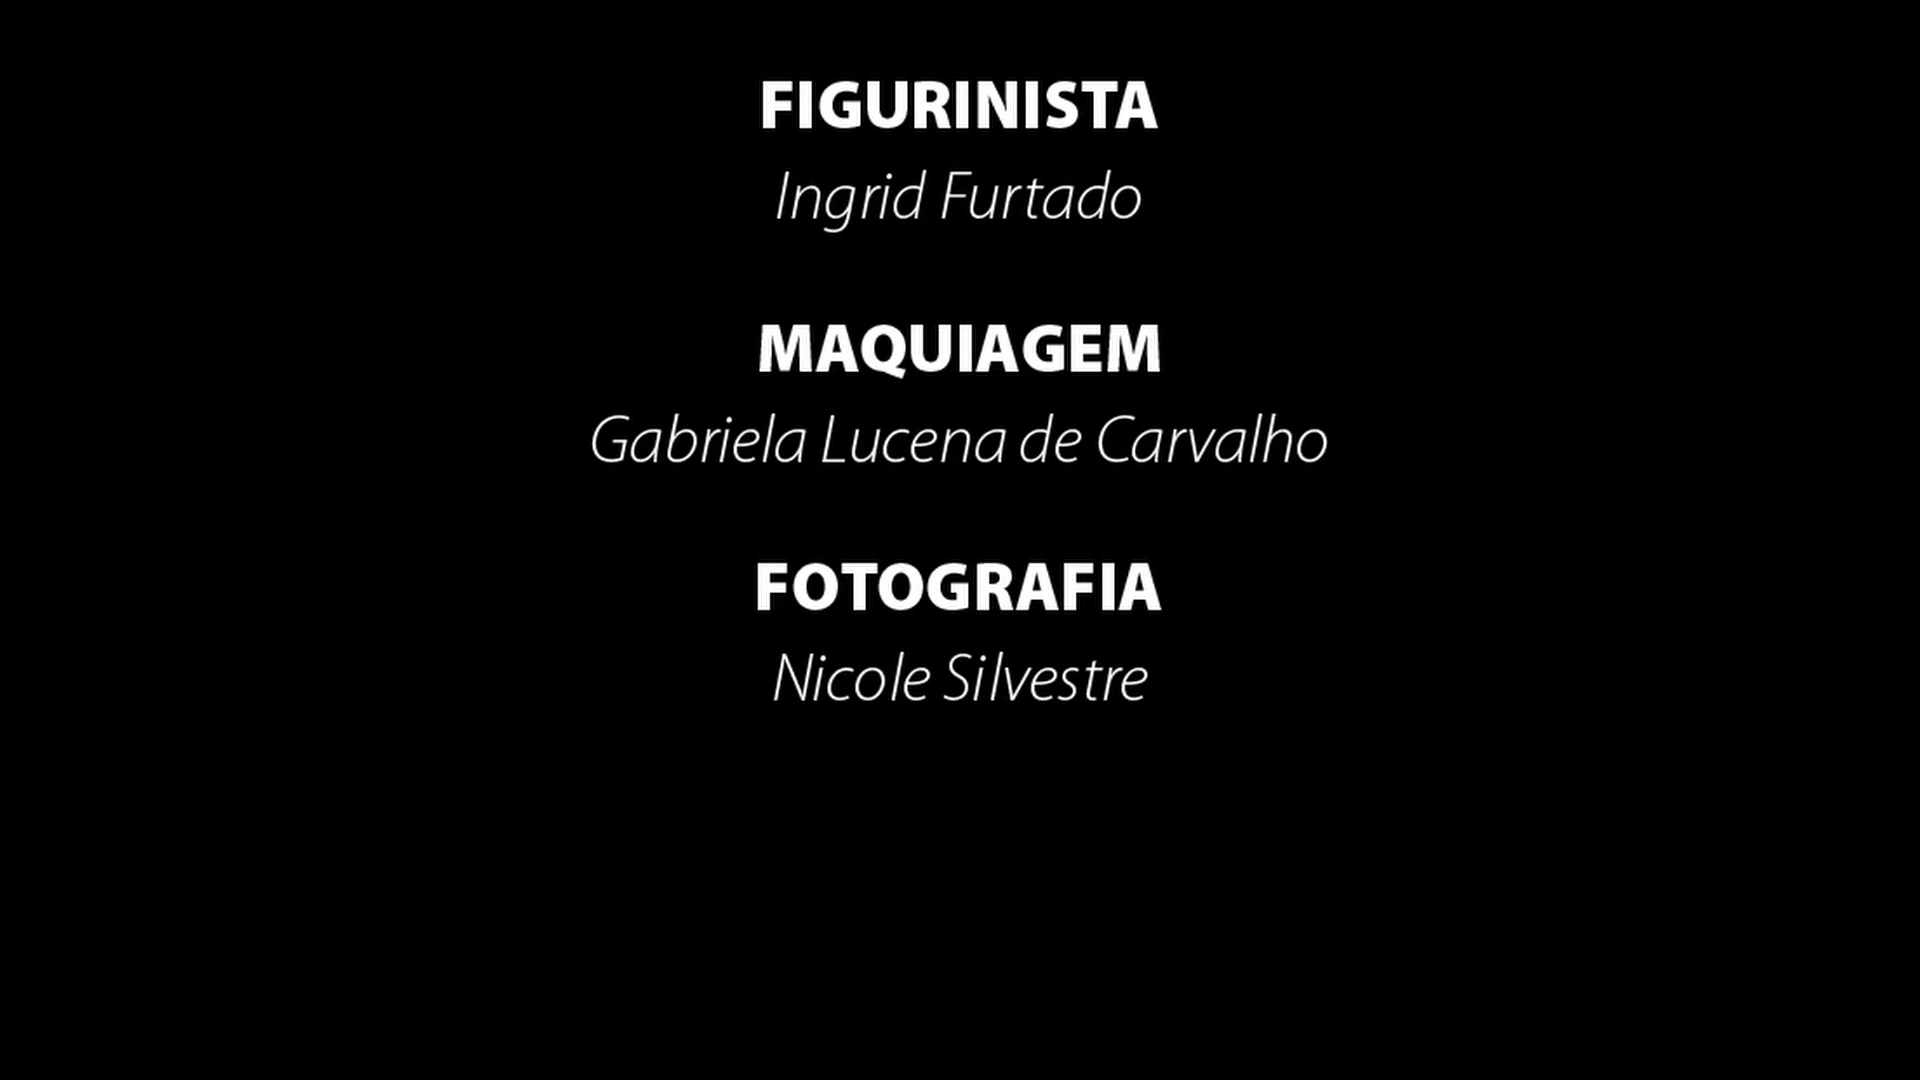 FIGURINISTA
Ingrid Furtado
MAQUIAGEM
Gabriela Lucena de Carvalho
FOTOGRAFIA
Nicole Silvestre